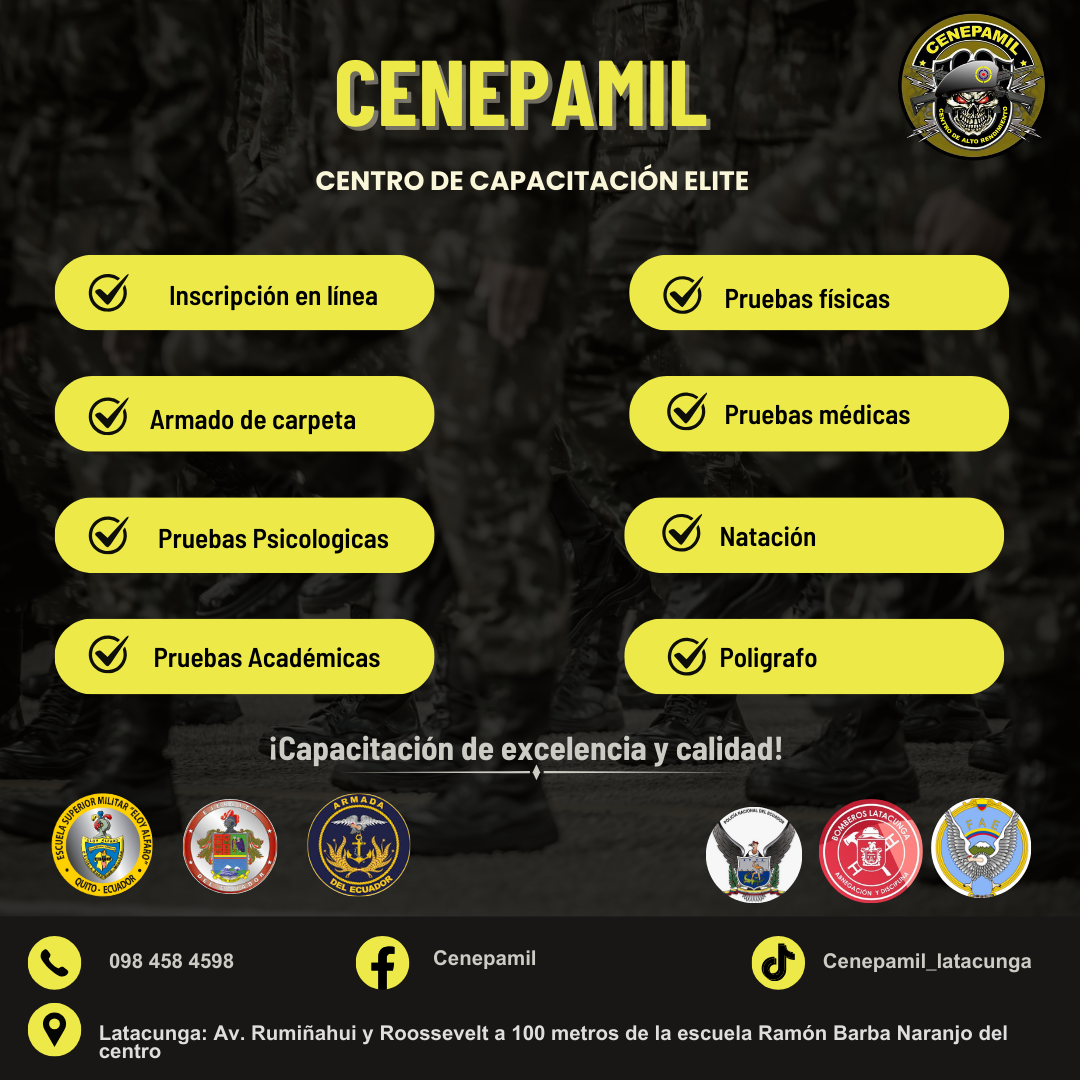 CENEPAMIL
CENEPAMIL
CENTRO DE ALTO RENDIMIENTO
CENTRO DE CAPACITACIÓN ELITE
Inscripción en línea
Pruebas físicas
Armado de carpeta
Pruebas médicas
Pruebas Psicologicas
Natación
Pruebas Académicas
Poligrafo
¡Capacitación de excelencia y calidad!
ESCUELA SUPERIOR MILITAR "ELOY ALFARO"
QUITO - ECUADOR
EJERCITO
DEL ECUADOR
ARMADA
DEL ECUADOR
POLICÍA NACIONAL DEL ECUADOR
BOMBEROS LATACUNGA
ABNEGACIÓN Y DISCIPLINA
FAE
098 458 4598
Cenepamil
Cenepamil_latacunga
Latacunga: Av. Rumiñahui y Roossevelt a 100 metros de la escuela Ramón Barba Naranjo del
centro